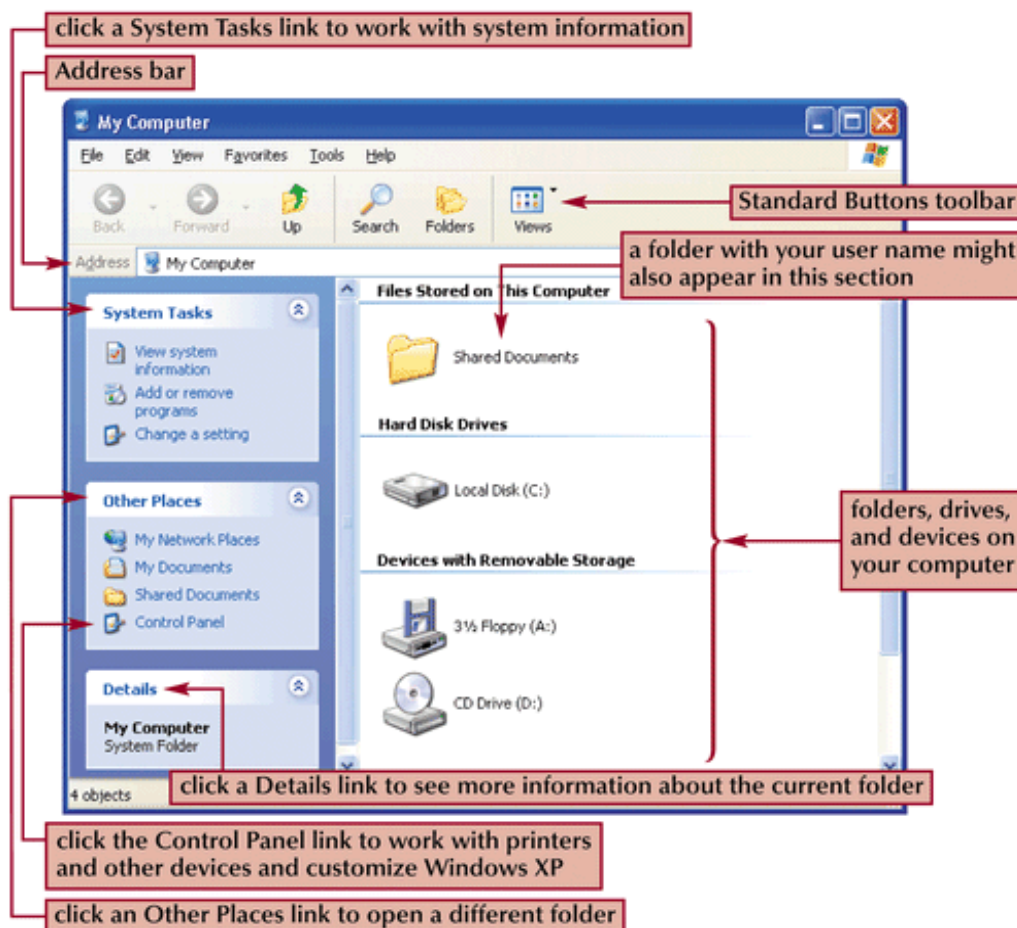 click a System Tasks link to work with system information
Address bar
My Computer
File Edit View Favorites Tools Help
Back Forward Up Search Folders Views
Standard Buttons toolbar
Address My Computer
a folder with your user name might
also appear in this section
System Tasks
View system
information
Add or remove
programs
Change a setting
Other Places
My Network Places
My Documents
Shared Documents
Control Panel
Details
My Computer
System Folder
Files Stored on This Computer
Shared Documents
Hard Disk Drives
Local Disk (C:)
Devices with Removable Storage
3½ Floppy (A:)
CD Drive (D:)
folders, drives,
and devices on
your computer
click a Details link to see more information about the current folder
4 objects
click the Control Panel link to work with printers
and other devices and customize Windows XP
click an Other Places link to open a different folder